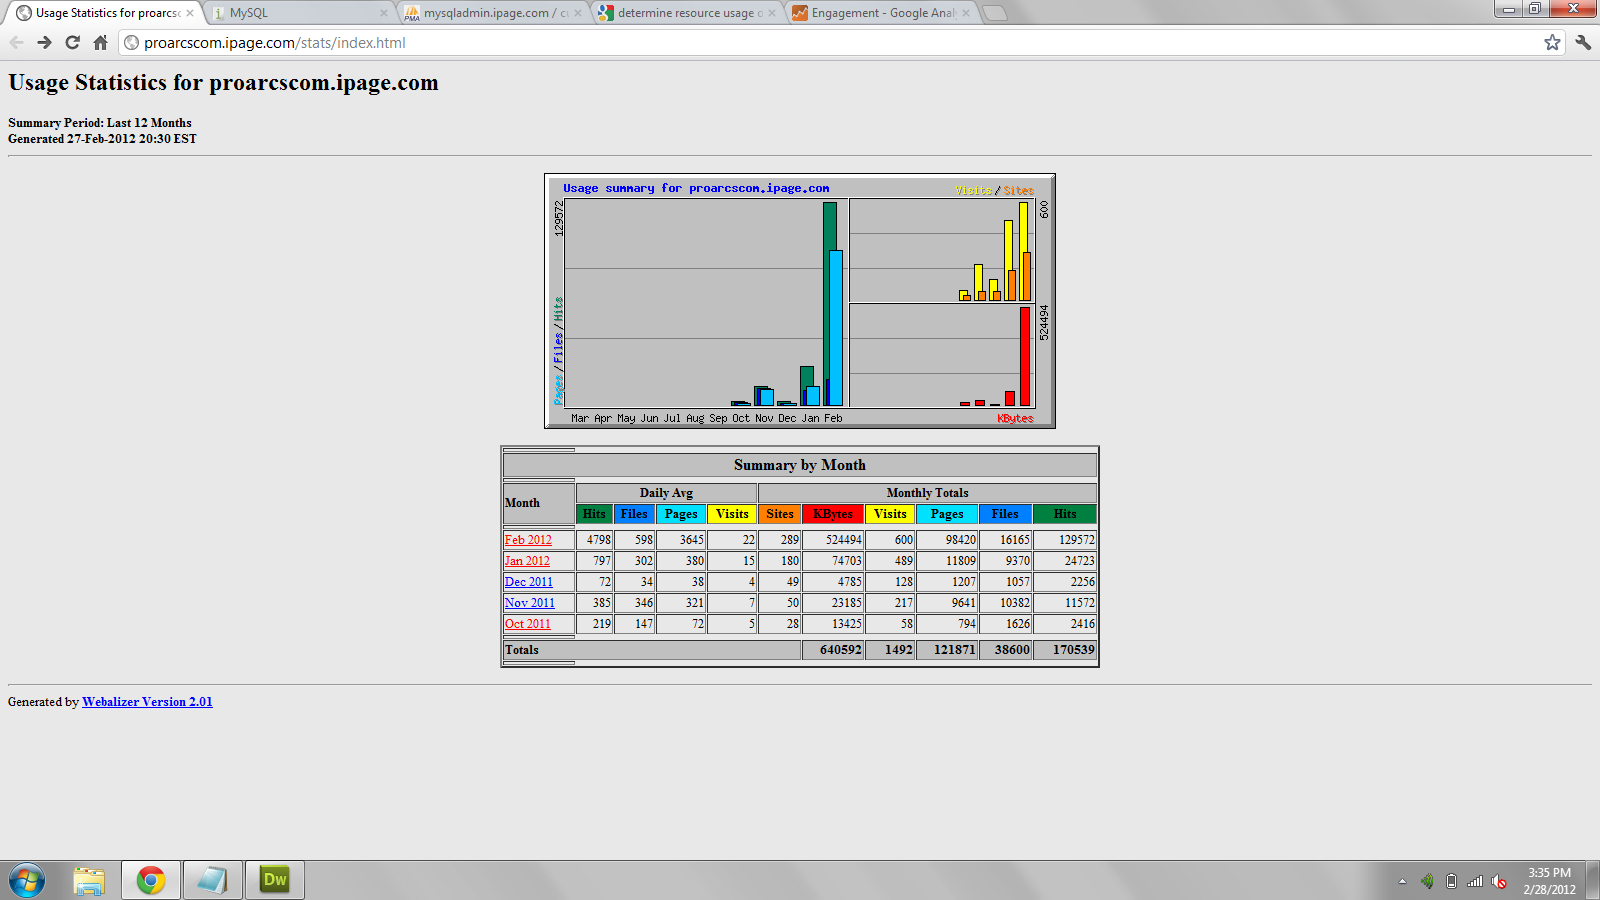 Usage Statistics for proarcsc
MySQL
mysqladmin.ipage.com / cu
determine resource usage o
Engagement - Google Anal
proarcscom.ipage.com/stats/index.html
Usage Statistics for proarcscom.ipage.com
Summary Period: Last 12 Months
Generated 27-Feb-2012 20:30 EST
Usage summary for proarcscom.ipage.com
Visits/Sites
129572
600
Pages/Files/Hits
524494
Mar Apr May Jun Jul Aug Sep Oct Nov Dec Jan Feb
KBytes
Summary by Month
Month Daily Avg Monthly Totals
Hits Files Pages Visits Sites KBytes Visits Pages Files Hits
Feb 2012 4798 598 3645 22 289 524494 600 98420 16165 129572
Jan 2012 797 302 380 15 180 74703 489 11809 9370 24723
Dec 2011 72 34 38 4 49 4785 128 1207 1057 2256
Nov 2011 385 346 321 7 50 23185 217 9641 10382 11572
Oct 2011 219 147 72 5 28 13425 58 794 1626 2416
Totals 640592 1492 121871 38600 170539
Generated by Webalizer Version 2.01
Dw
3:35 PM
2/28/2012